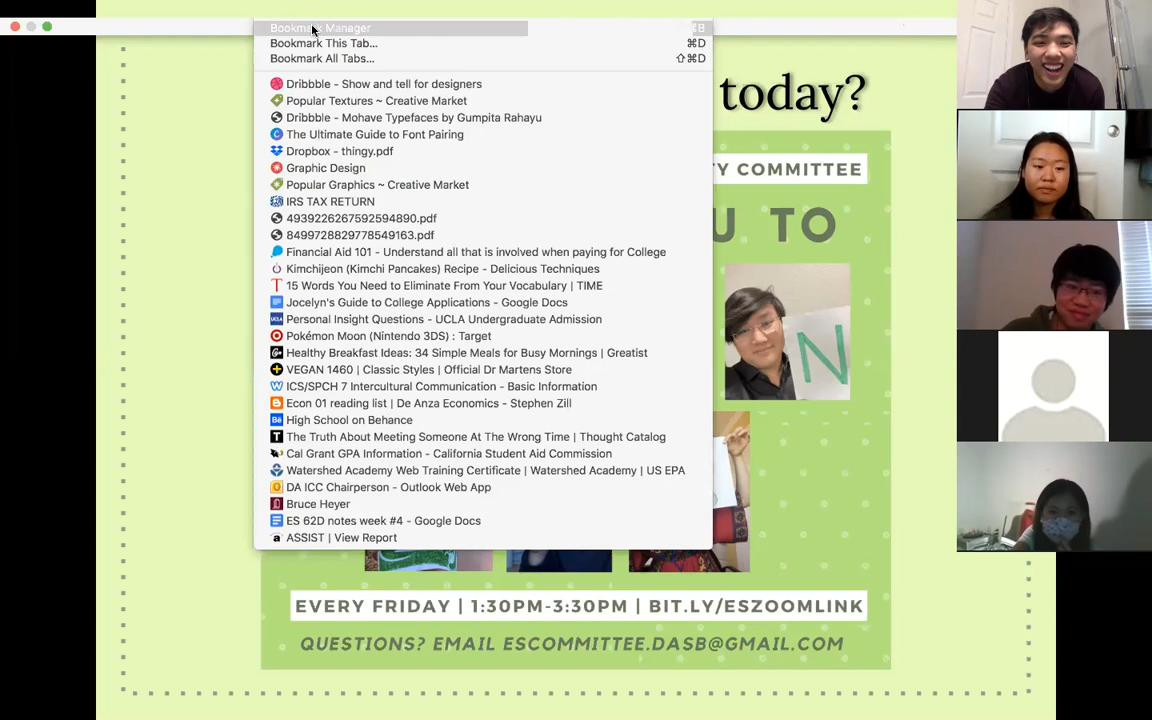 Bookmark Manager ⌘B
Bookmark This Tab... ⌘D
Bookmark All Tabs... ⇧⌘D
today?
Dribbble - Show and tell for designers
Popular Textures ~ Creative Market
Dribbble - Mohave Typefaces by Gumpita Rahayu
The Ultimate Guide to Font Pairing
Dropbox - thingy.pdf
Graphic Design
Popular Graphics ~ Creative Market
IRS TAX RETURN
4939226267592594890.pdf
8499728829778549163.pdf
Financial Aid 101 - Understand all that is involved when paying for College
Kimchijeon (Kimchi Pancakes) Recipe - Delicious Techniques
15 Words You Need to Eliminate From Your Vocabulary | TIME
Jocelyn's Guide to College Applications - Google Docs
Personal Insight Questions - UCLA Undergraduate Admission
Pokémon Moon (Nintendo 3DS) : Target
Healthy Breakfast Ideas: 34 Simple Meals for Busy Mornings | Greatist
VEGAN 1460 | Classic Styles | Official Dr Martens Store
ICS/SPCH 7 Intercultural Communication - Basic Information
Econ 01 reading list | De Anza Economics - Stephen Zill
High School on Behance
The Truth About Meeting Someone At The Wrong Time | Thought Catalog
Cal Grant GPA Information - California Student Aid Commission
Watershed Academy Web Training Certificate | Watershed Academy | US EPA
DA ICC Chairperson - Outlook Web App
Bruce Heyer
ES 62D notes week #4 - Google Docs
ASSIST | View Report
TY COMMITTEE
U TO
N
EVERY FRIDAY | 1:30PM-3:30PM | BIT.LY/ESZOOMLINK
QUESTIONS? EMAIL ESCOMMITTEE.DASB@GMAIL.COM